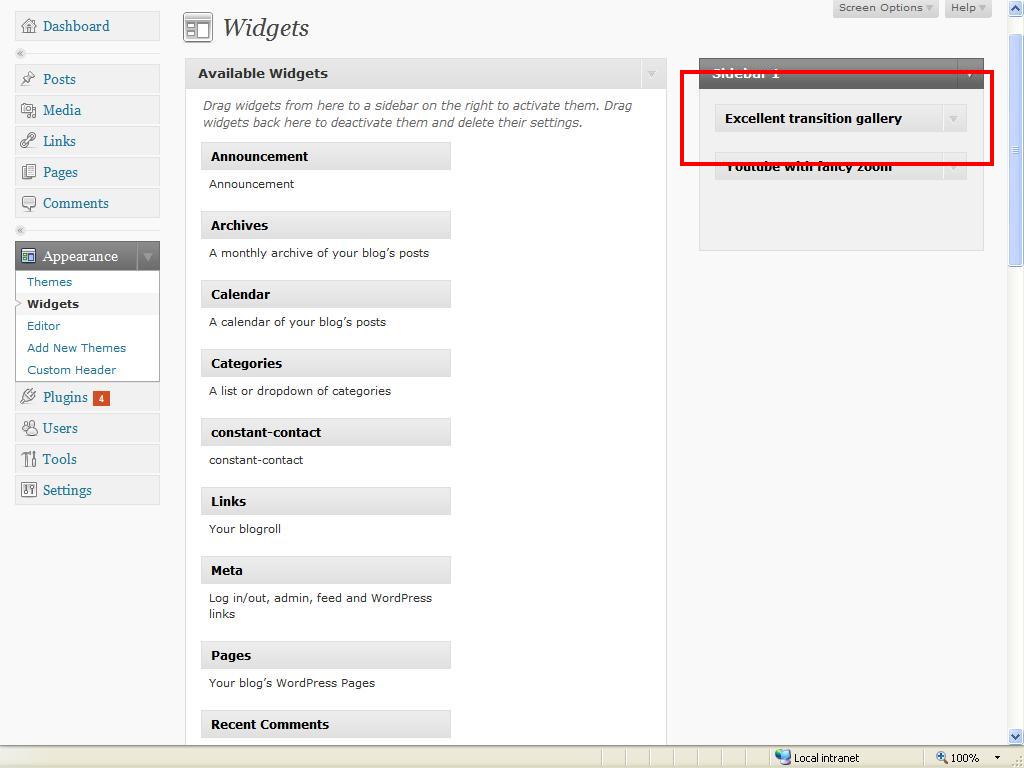 Screen Options
Help
Dashboard
Posts
Media
Links
Pages
Comments
Appearance
Themes
Widgets
Editor
Add New Themes
Custom Header
Plugins 4
Users
Tools
Settings
Widgets
Available Widgets
Drag widgets from here to a sidebar on the right to activate them. Drag
widgets back here to deactivate them and delete their settings.
Announcement
Announcement
Archives
A monthly archive of your blog’s posts
Calendar
A calendar of your blog’s posts
Categories
A list or dropdown of categories
constant-contact
constant-contact
Links
Your blogroll
Meta
Log in/out, admin, feed and WordPress
links
Pages
Your blog’s WordPress Pages
Recent Comments
Sidebar 1
Excellent transition gallery
Youtube with fancy zoom
Local intranet
100%